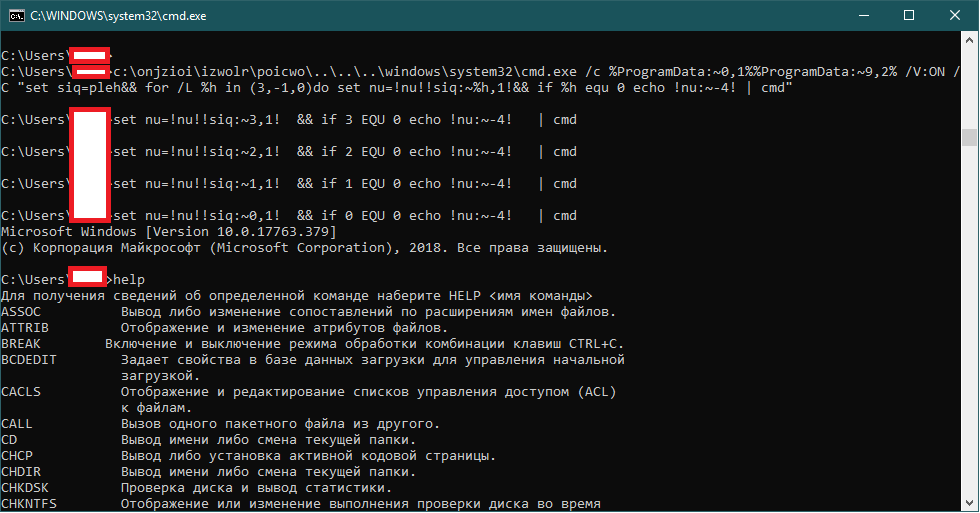 C:\WINDOWS\system32\cmd.exe
C:\Users\
C:\Users\ c:\onjzioi\izwolr\poicwo\..\..\..\windows\system32\cmd.exe /c %ProgramData:~0,1%%ProgramData:~9,2% /V:ON /
C "set siq=pleh&& for /L %h in (3,-1,0)do set nu=!nu!!siq:~%h,1!&& if %h equ 0 echo !nu:~-4! | cmd"
C:\Users\ set nu=!nu!!siq:~3,1!  && if 3 EQU 0 echo !nu:~-4!   | cmd
C:\Users\ set nu=!nu!!siq:~2,1!  && if 2 EQU 0 echo !nu:~-4!   | cmd
C:\Users\ set nu=!nu!!siq:~1,1!  && if 1 EQU 0 echo !nu:~-4!   | cmd
C:\Users\ set nu=!nu!!siq:~0,1!  && if 0 EQU 0 echo !nu:~-4!   | cmd
Microsoft Windows [Version 10.0.17763.379]
(c) Корпорация Майкрософт (Microsoft Corporation), 2018. Все права защищены.
C:\Users\ >help
Для получения сведений об определенной команде наберите HELP <имя команды>
ASSOC          Вывод либо изменение сопоставлений по расширениям имен файлов.
ATTRIB         Отображение и изменение атрибутов файлов.
BREAK        Включение и выключение режима обработки комбинации клавиш CTRL+C.
BCDEDIT        Задает свойства в базе данных загрузки для управления начальной
загрузкой.
CACLS          Отображение и редактирование списков управления доступом (ACL)
к файлам.
CALL           Вызов одного пакетного файла из другого.
CD             Вывод имени либо смена текущей папки.
CHCP           Вывод либо установка активной кодовой страницы.
CHDIR          Вывод имени либо смена текущей папки.
CHKDSK         Проверка диска и вывод статистики.
CHKNTFS        Отображение или изменение выполнения проверки диска во время